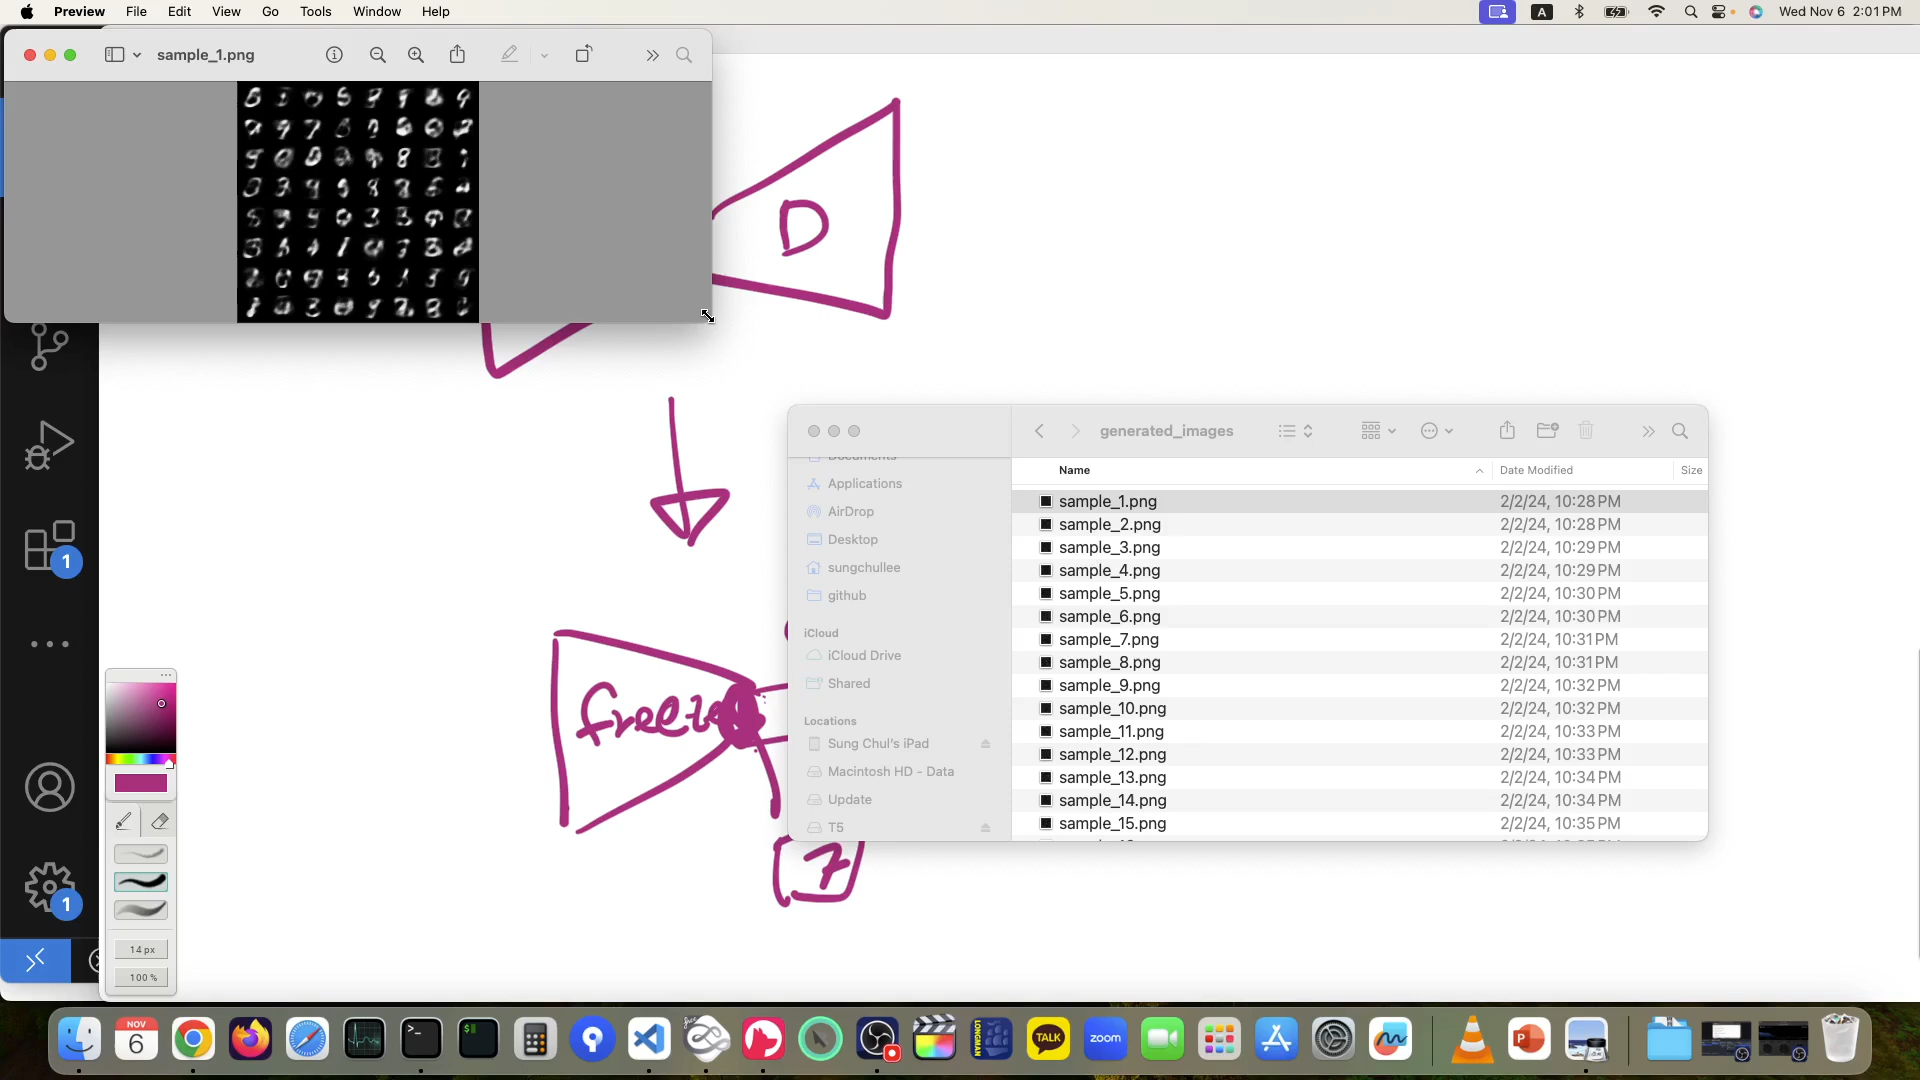 Preview File Edit View Go Tools Window Help
A
Wed Nov 6 2:01 PM
sample_1.png
D
generated_images
Name Date Modified Size
Documents
Applications
AirDrop
Desktop
sungchullee
github
iCloud
iCloud Drive
Shared
Locations
Sung Chul's iPad
Macintosh HD - Data
Update
T5
sample_1.png 2/2/24, 10:28 PM
sample_2.png 2/2/24, 10:28 PM
sample_3.png 2/2/24, 10:29 PM
sample_4.png 2/2/24, 10:29 PM
sample_5.png 2/2/24, 10:30 PM
sample_6.png 2/2/24, 10:30 PM
sample_7.png 2/2/24, 10:31 PM
sample_8.png 2/2/24, 10:31 PM
sample_9.png 2/2/24, 10:32 PM
sample_10.png 2/2/24, 10:32 PM
sample_11.png 2/2/24, 10:33 PM
sample_12.png 2/2/24, 10:33 PM
sample_13.png 2/2/24, 10:34 PM
sample_14.png 2/2/24, 10:34 PM
sample_15.png 2/2/24, 10:35 PM
1
1
freeze
7
14 px
100 %
NOV
6
LONGMAN
TALK
zoom
P